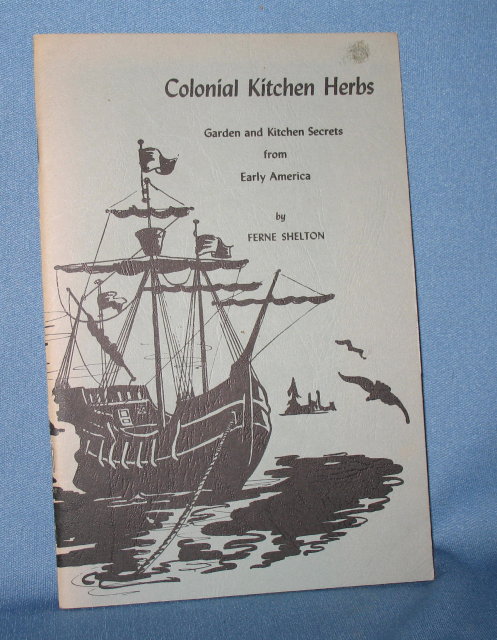 Colonial Kitchen Herbs
Garden and Kitchen Secrets
from
Early America
by
FERNE SHELTON